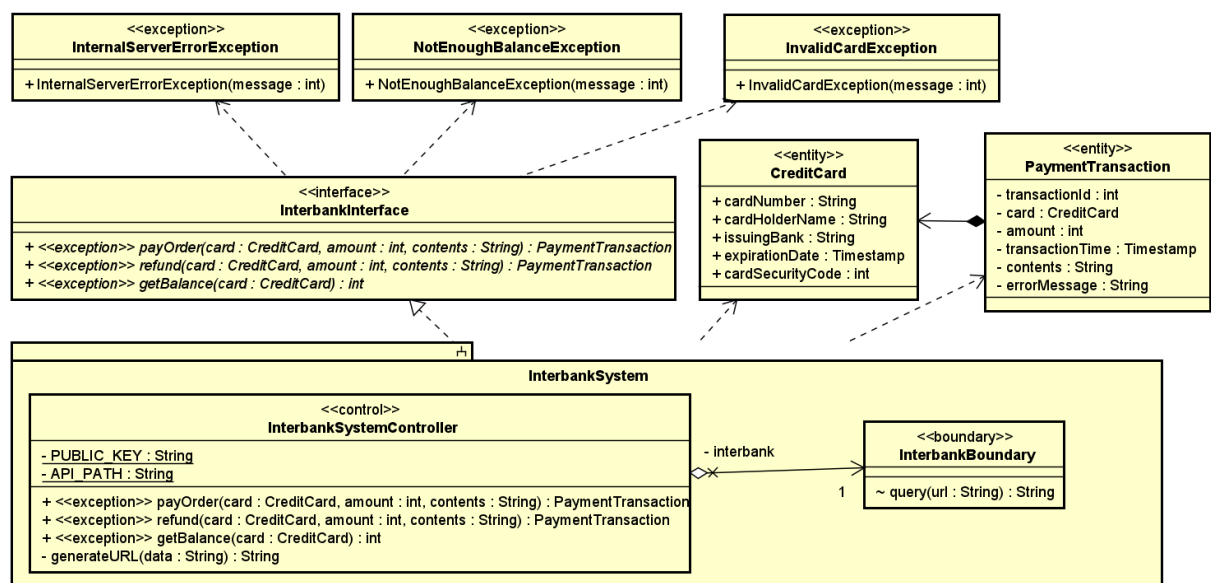 <<exception>>
InternalServerErrorException
+ InternalServerErrorException(message : int)
<<exception>>
NotEnoughBalanceException
+ NotEnoughBalanceException(message : int)
<<exception>>
InvalidCardException
+ InvalidCardException(message : int)
<<interface>>
InterbankInterface
+ <<exception>> payOrder(card : CreditCard, amount : int, contents : String) : PaymentTransaction
+ <<exception>> refund(card : CreditCard, amount : int, contents : String) : PaymentTransaction
+ <<exception>> getBalance(card : CreditCard) : int
<<entity>>
CreditCard
+ cardNumber : String
+ cardHolderName : String
+ issuingBank : String
+ expirationDate : Timestamp
+ cardSecurityCode : int
<<entity>>
PaymentTransaction
- transactionId : int
- card : CreditCard
- amount : int
- transactionTime : Timestamp
- contents : String
- errorMessage : String
InterbankSystem
<<control>>
InterbankSystemController
- PUBLIC_KEY : String
- API_PATH : String
+ <<exception>> payOrder(card : CreditCard, amount : int, contents : String) : PaymentTransaction
+ <<exception>> refund(card : CreditCard, amount : int, contents : String) : PaymentTransaction
+ <<exception>> getBalance(card : CreditCard) : int
- generateURL(data : String) : String
- interbank
1
<<boundary>>
InterbankBoundary
~ query(url : String) : String